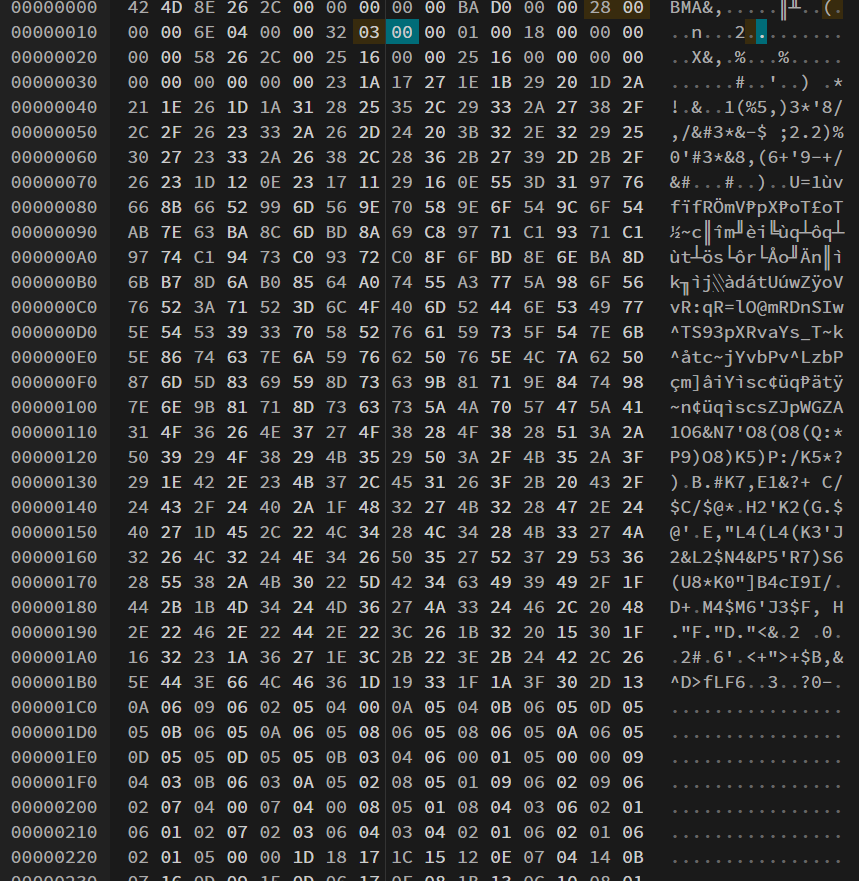 00000000 42 4D 8E 26 2C 00 00 00 00 00 BA D0 00 00 28 00 BMÄ&,.....║╨..(.
00000010 00 00 6E 04 00 00 32 03 00 00 01 00 18 00 00 00 ..n...2.........
00000020 00 00 58 26 2C 00 25 16 00 00 25 16 00 00 00 00 ..X&,.%...%.....
00000030 00 00 00 00 00 00 23 1A 17 27 1E 1B 29 20 1D 2A ......#..'..) .*
00000040 21 1E 26 1D 1A 31 28 25 35 2C 29 33 2A 27 38 2F !.&..1(%5,)3*'8/
00000050 2C 2F 26 23 33 2A 26 2D 24 20 3B 32 2E 32 29 25 ,/&#3*&-$ ;2.2)%
00000060 30 27 23 33 2A 26 38 2C 28 36 2B 27 39 2D 2B 2F 0'#3*&8,(6+'9-+/
00000070 26 23 1D 12 0E 23 17 11 29 16 0E 55 3D 31 97 76 &#...#..)..U=1ùv
00000080 66 8B 66 52 99 6D 56 9E 70 58 9E 6F 54 9C 6F 54 fïfRÖmV₧pX₧oT£oT
00000090 AB 7E 63 BA 8C 6D BD 8A 69 C8 97 71 C1 93 71 C1 ½~c║îm╜èi╚ùq┴ôq┴
000000A0 97 74 C1 94 73 C0 93 72 C0 8F 6F BD 8E 6E BA 8D ùt┴ös└ôr└Åo╜Än║ì
000000B0 6B B7 8D 6A B0 85 64 A0 74 55 A3 77 5A 98 6F 56 k╖ìj░àdátUúwZÿoV
000000C0 76 52 3A 71 52 3D 6C 4F 40 6D 52 44 6E 53 49 77 vR:qR=lO@mRDnSIw
000000D0 5E 54 53 39 33 70 58 52 76 61 59 73 5F 54 7E 6B ^TS93pXRvaYs_T~k
000000E0 5E 86 74 63 7E 6A 59 76 62 50 76 5E 4C 7A 62 50 ^åtc~jYvbPv^LzbP
000000F0 87 6D 5D 83 69 59 8D 73 63 9B 81 71 9E 84 74 98 çm]âiYìsc¢üq₧ätÿ
00000100 7E 6E 9B 81 71 8D 73 63 73 5A 4A 70 57 47 5A 41 ~n¢üqìscsZJpWGZA
00000110 31 4F 36 26 4E 37 27 4F 38 28 4F 38 28 51 3A 2A 1O6&N7'O8(O8(Q:*
00000120 50 39 29 4F 38 29 4B 35 29 50 3A 2F 4B 35 2A 3F P9)O8)K5)P:/K5*?
00000130 29 1E 42 2E 23 4B 37 2C 45 31 26 3F 2B 20 43 2F ).B.#K7,E1&?+ C/
00000140 24 43 2F 24 40 2A 1F 48 32 27 4B 32 28 47 2E 24 $C/$@*.H2'K2(G.$
00000150 40 27 1D 45 2C 22 4C 34 28 4C 34 28 4B 33 27 4A @'.E,"L4(L4(K3'J
00000160 32 26 4C 32 24 4E 34 26 50 35 27 52 37 29 53 36 2&L2$N4&P5'R7)S6
00000170 28 55 38 2A 4B 30 22 5D 42 34 63 49 39 49 2F 1F (U8*K0"]B4cI9I/.
00000180 44 2B 1B 4D 34 24 4D 36 27 4A 33 24 46 2C 20 48 D+.M4$M6'J3$F, H
00000190 2E 22 46 2E 22 44 2E 22 3C 26 1B 32 20 15 30 1F ."F."D."<&.2 .0.
000001A0 16 32 23 1A 36 27 1E 3C 2B 22 3E 2B 24 42 2C 26 .2#.6'.<+">+$B,&
000001B0 5E 44 3E 66 4C 46 36 1D 19 33 1F 1A 3F 30 2D 13 ^D>fLF6..3..?0-.
000001C0 0A 06 09 06 02 05 04 00 0A 05 04 0B 06 05 0D 05 ................
000001D0 05 0B 06 05 0A 06 05 08 06 05 08 06 05 0A 06 05 ................
000001E0 0D 05 05 0D 05 05 0B 03 04 06 00 01 05 00 00 09 ................
000001F0 04 03 0B 06 03 0A 05 02 08 05 01 09 06 02 09 06 ................
00000200 02 07 04 00 07 04 00 08 05 01 08 04 03 06 02 01 ................
00000210 06 01 02 07 02 03 06 04 03 04 02 01 06 02 01 06 ................
00000220 02 01 05 00 00 1D 18 17 1C 15 12 0E 07 04 14 0B ................